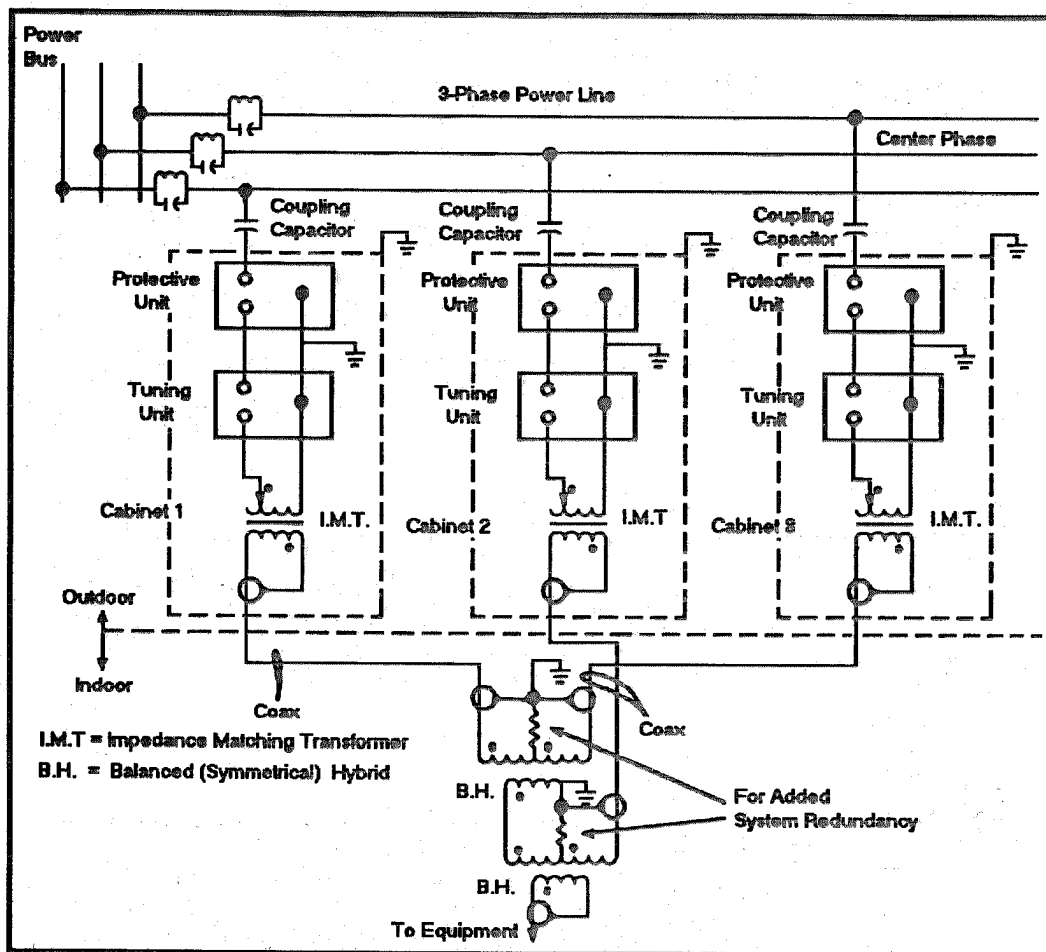 Power
Bus
3-Phase Power Line
Center Phase
Coupling
Capacitor
Coupling
Capacitor
Coupling
Capacitor
Protective
Unit
Protective
Unit
Protective
Unit
Tuning
Unit
Tuning
Unit
Tuning
Unit
Cabinet 1
I.M.T.
Cabinet 2
I.M.T
Cabinet 3
I.M.T.
Outdoor
Indoor
Coax
Coax
I.M.T = Impedance Matching Transformer
B.H. = Balanced (Symmetrical) Hybrid
B.H.
For Added
System Redundancy
B.H.
To Equipment